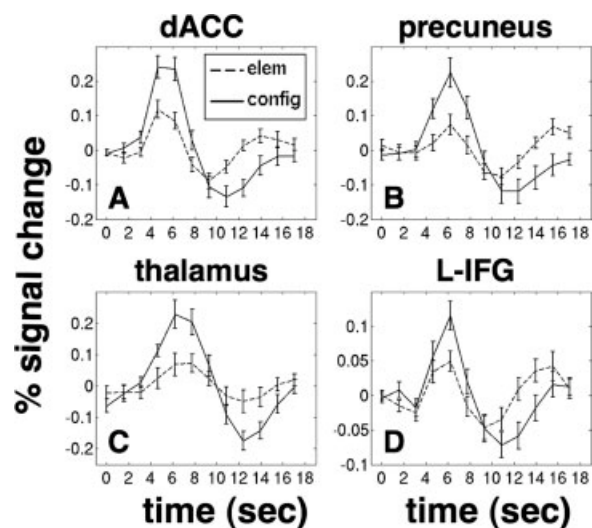 dACC
precuneus
elem
config
0.2
0.1
0
-0.1
-0.2
A
0 2 4 6 8 10 12 14 16 18
0.2
0.1
0
-0.1
-0.2
B
0 2 4 6 8 10 12 14 16 18
thalamus
L-IFG
0.3
0.2
0.1
0
-0.1
-0.2
C
0 2 4 6 8 10 12 14 16 18
0.1
0.05
0
-0.05
-0.1
D
0 2 4 6 8 10 12 14 16 18
% signal change
time (sec)
time (sec)